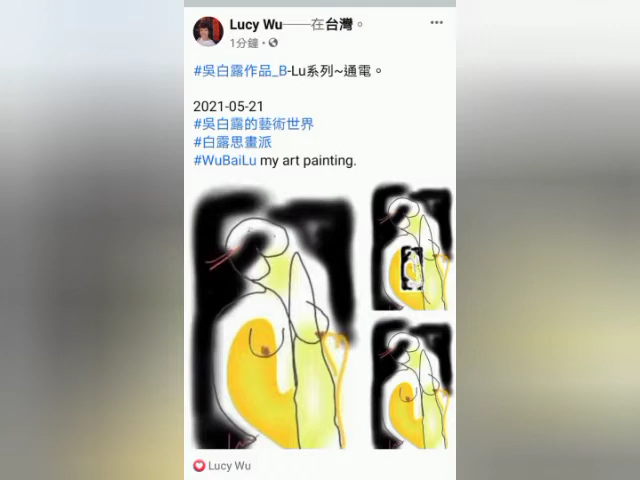 Lucy Wu──在台灣。
1分鐘 •
#吳白露作品_B-Lu系列~通電。
2021-05-21
#吳白露的藝術世界
#白露思畫派
#WuBaiLu my art painting.
Lucy Wu